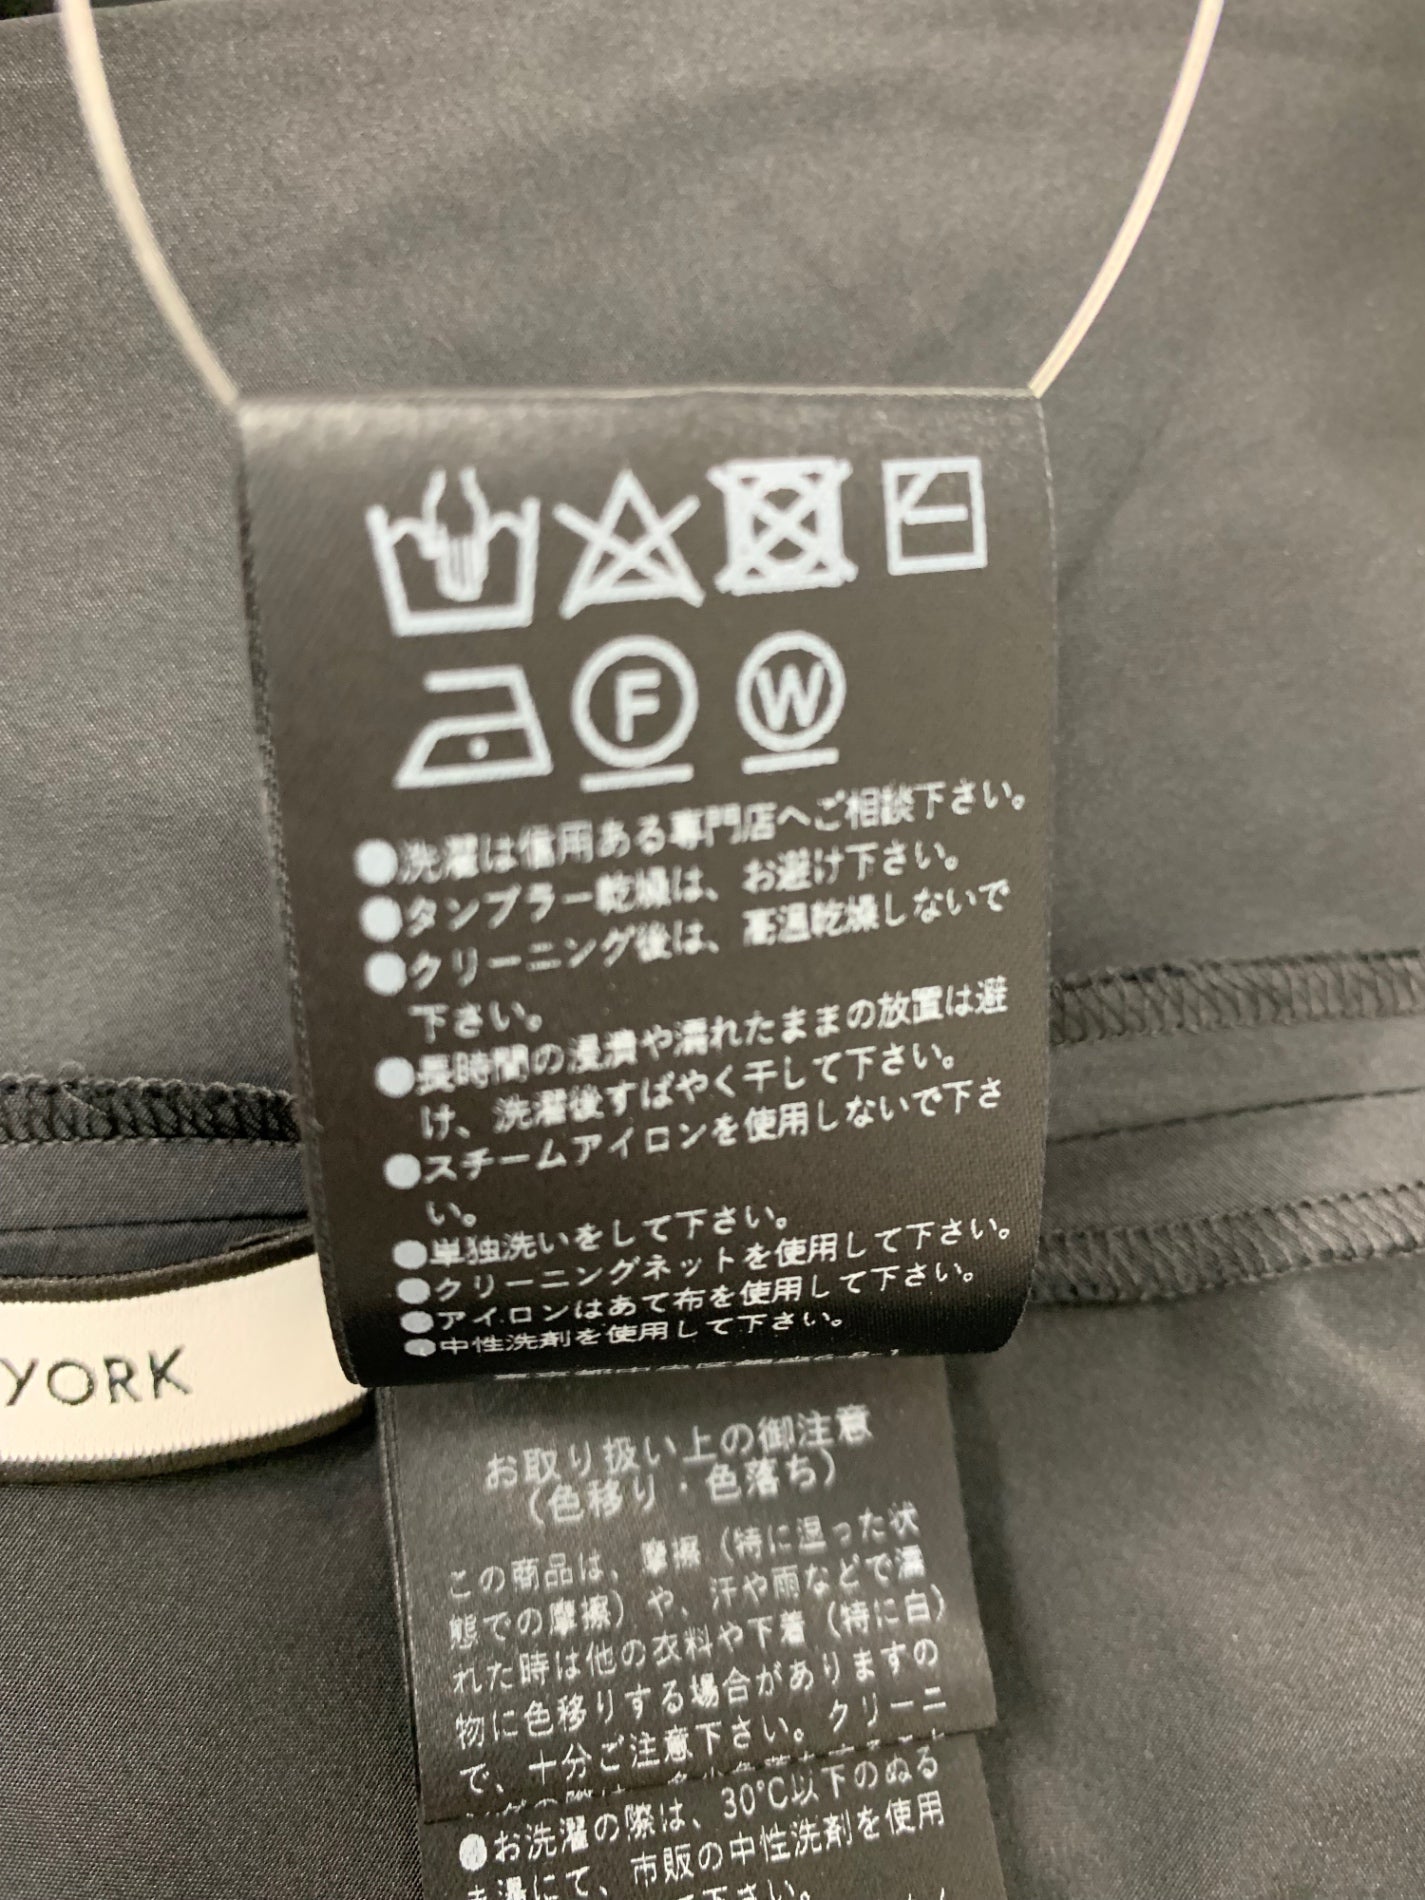 F W
●洗濯は信用ある専門店へご相談下さい。
●タンブラー乾燥は、お避け下さい。
●クリーニング後は、高温乾燥しないで
下さい。
●長時間の浸漬や濡れたままの放置は避
け、洗濯後すばやく干して下さい。
●スチームアイロンを使用しないで下さ
い。
●単独洗いをして下さい。
●クリーニングネットを使用して下さい。
●アイロンはあて布を使用して下さい。
●中性洗剤を使用して下さい。
YORK
お取り扱い上の御注意
(色移り・色落ち)
この商品は、摩擦(特に湿った状
態での摩擦)や、汗や雨などで濡
れた時は他の衣料や下着(特に白)
物に色移りする場合がありますの
で、十分ご注意下さい。クリーニ
●お洗濯の際は、30℃以下のぬる
ま湯にて、市販の中性洗剤を使用
して下さい。